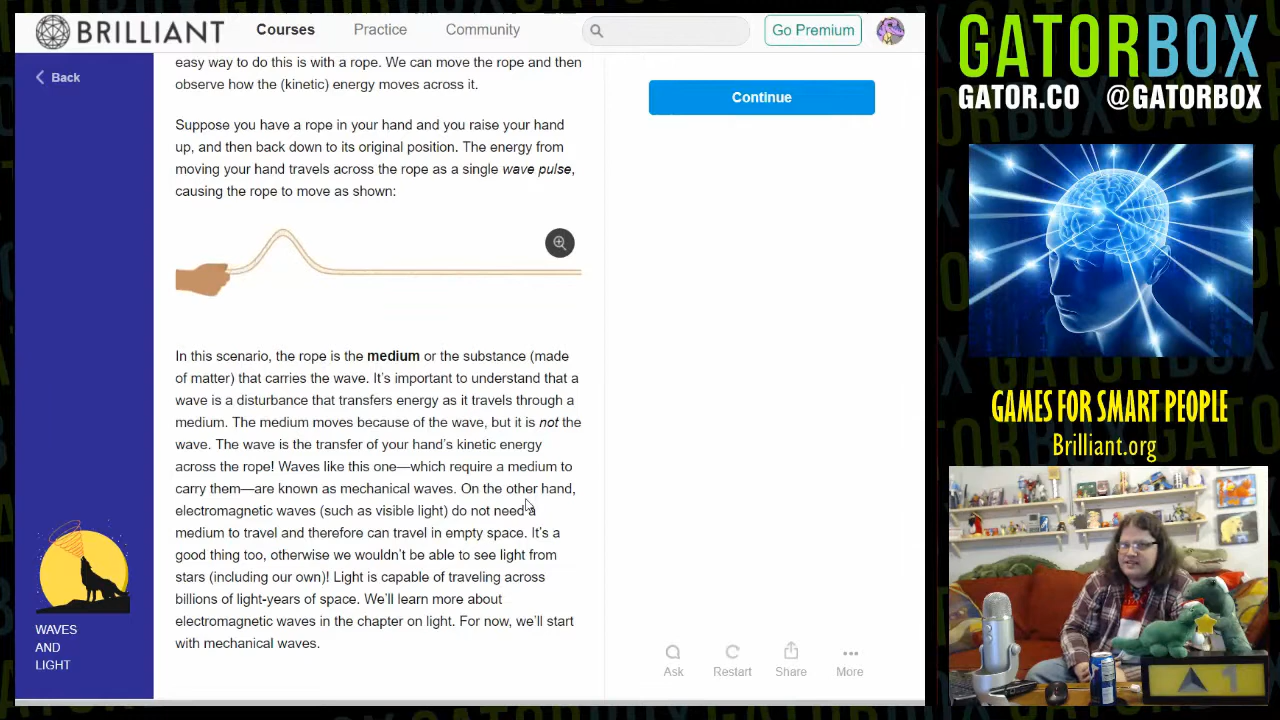 BRILLIANT
Courses
Practice
Community
Go Premium
Back
easy way to do this is with a rope. We can move the rope and then
observe how the (kinetic) energy moves across it.
Suppose you have a rope in your hand and you raise your hand
up, and then back down to its original position. The energy from
moving your hand travels across the rope as a single wave pulse,
causing the rope to move as shown:
In this scenario, the rope is the medium or the substance (made
of matter) that carries the wave. It's important to understand that a
wave is a disturbance that transfers energy as it travels through a
medium. The medium moves because of the wave, but it is not the
wave. The wave is the transfer of your hand's kinetic energy
across the rope! Waves like this one—which require a medium to
carry them—are known as mechanical waves. On the other hand,
electromagnetic waves (such as visible light) do not need a
medium to travel and therefore can travel in empty space. It's a
good thing too, otherwise we wouldn't be able to see light from
stars (including our own)! Light is capable of traveling across
billions of light-years of space. We'll learn more about
electromagnetic waves in the chapter on light. For now, we'll start
with mechanical waves.
WAVES
AND
LIGHT
Continue
Ask
Restart
Share
More
GATORBOX
GATOR.CO @GATORBOX
GAMES FOR SMART PEOPLE
Brilliant.org
1